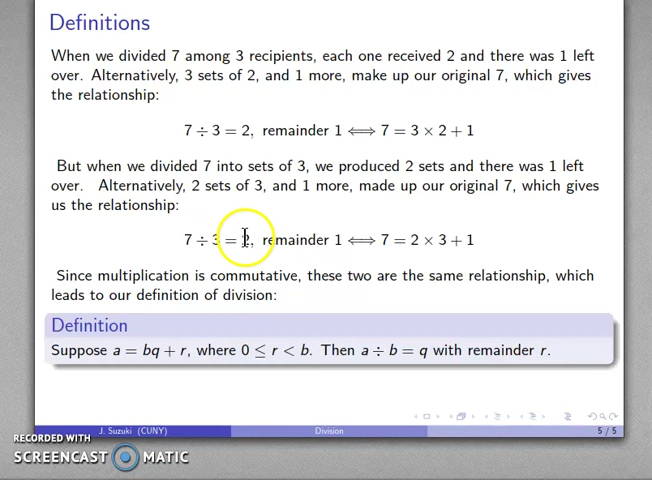 Definitions
When we divided 7 among 3 recipients, each one received 2 and there was 1 left
over. Alternatively, 3 sets of 2, and 1 more, make up our original 7, which gives
the relationship:
7 ÷ 3 = 2, remainder 1 ⟺ 7 = 3 × 2 + 1
But when we divided 7 into sets of 3, we produced 2 sets and there was 1 left
over. Alternatively, 2 sets of 3, and 1 more, made up our original 7, which gives
us the relationship:
7 ÷ 3 = 2, remainder 1 ⟺ 7 = 2 × 3 + 1
Since multiplication is commutative, these two are the same relationship, which
leads to our definition of division:
Definition
Suppose a = bq + r, where 0 ≤ r < b. Then a ÷ b = q with remainder r.
J. Suzuki (CUNY) Division 5 / 5
RECORDED WITH
SCREENCAST MATIC